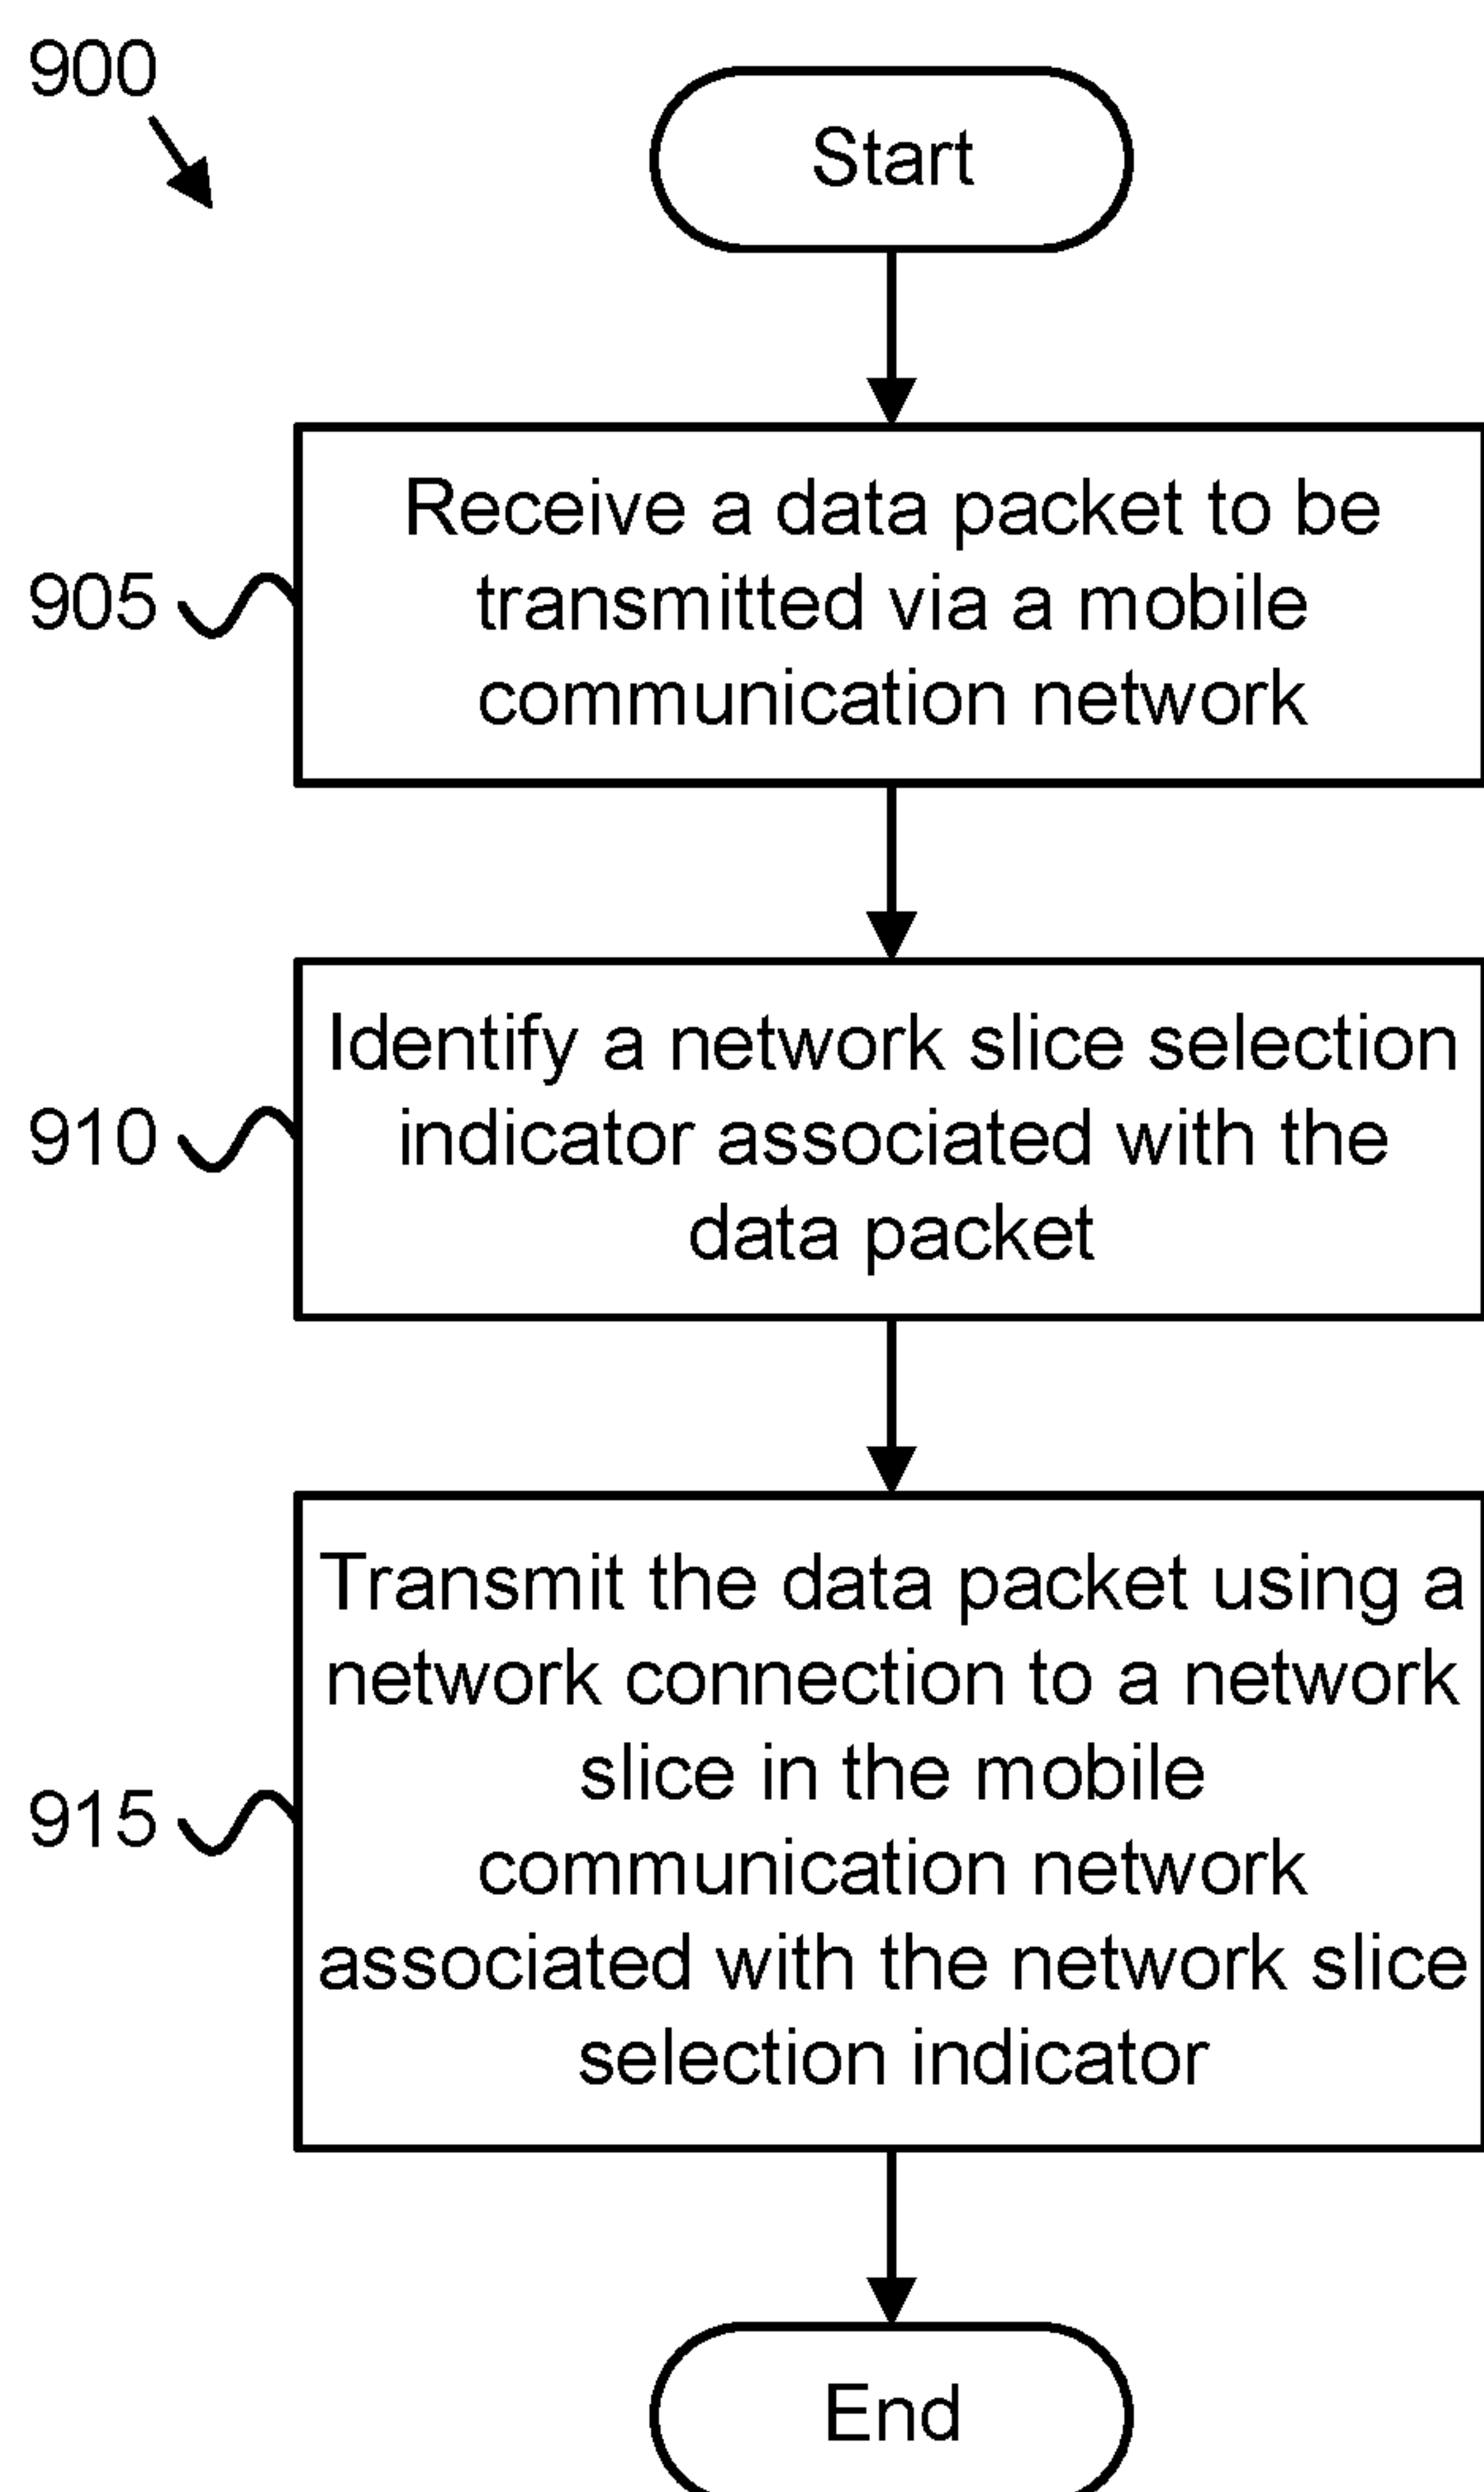 900
Start
905
Receive a data packet to be
transmitted via a mobile
communication network
910
Identify a network slice selection
indicator associated with the
data packet
915
Transmit the data packet using a
network connection to a network
slice in the mobile
communication network
associated with the network slice
selection indicator
End